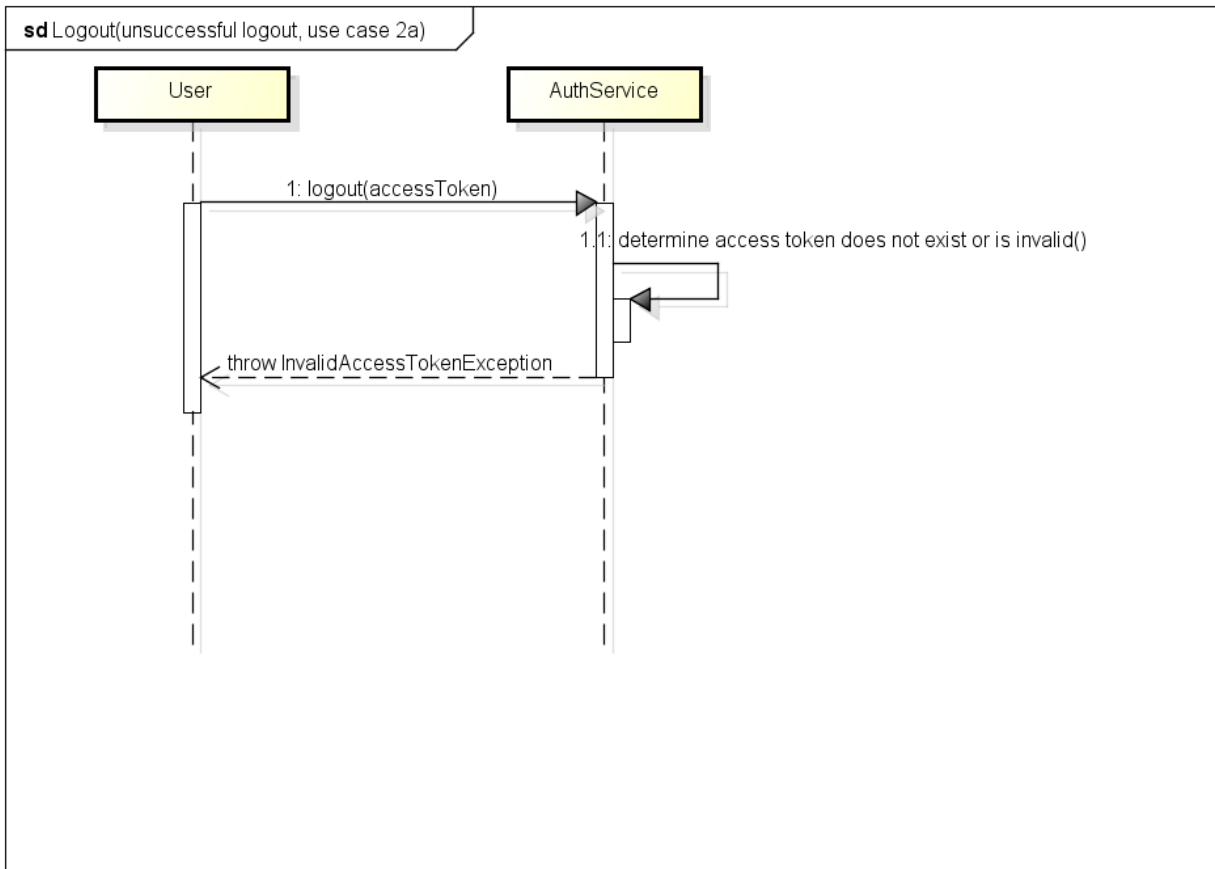 sd Logout(unsuccessful logout, use case 2a)
User
AuthService
1: logout(accessToken)
1.1: determine access token does not exist or is invalid()
throw InvalidAccessTokenException